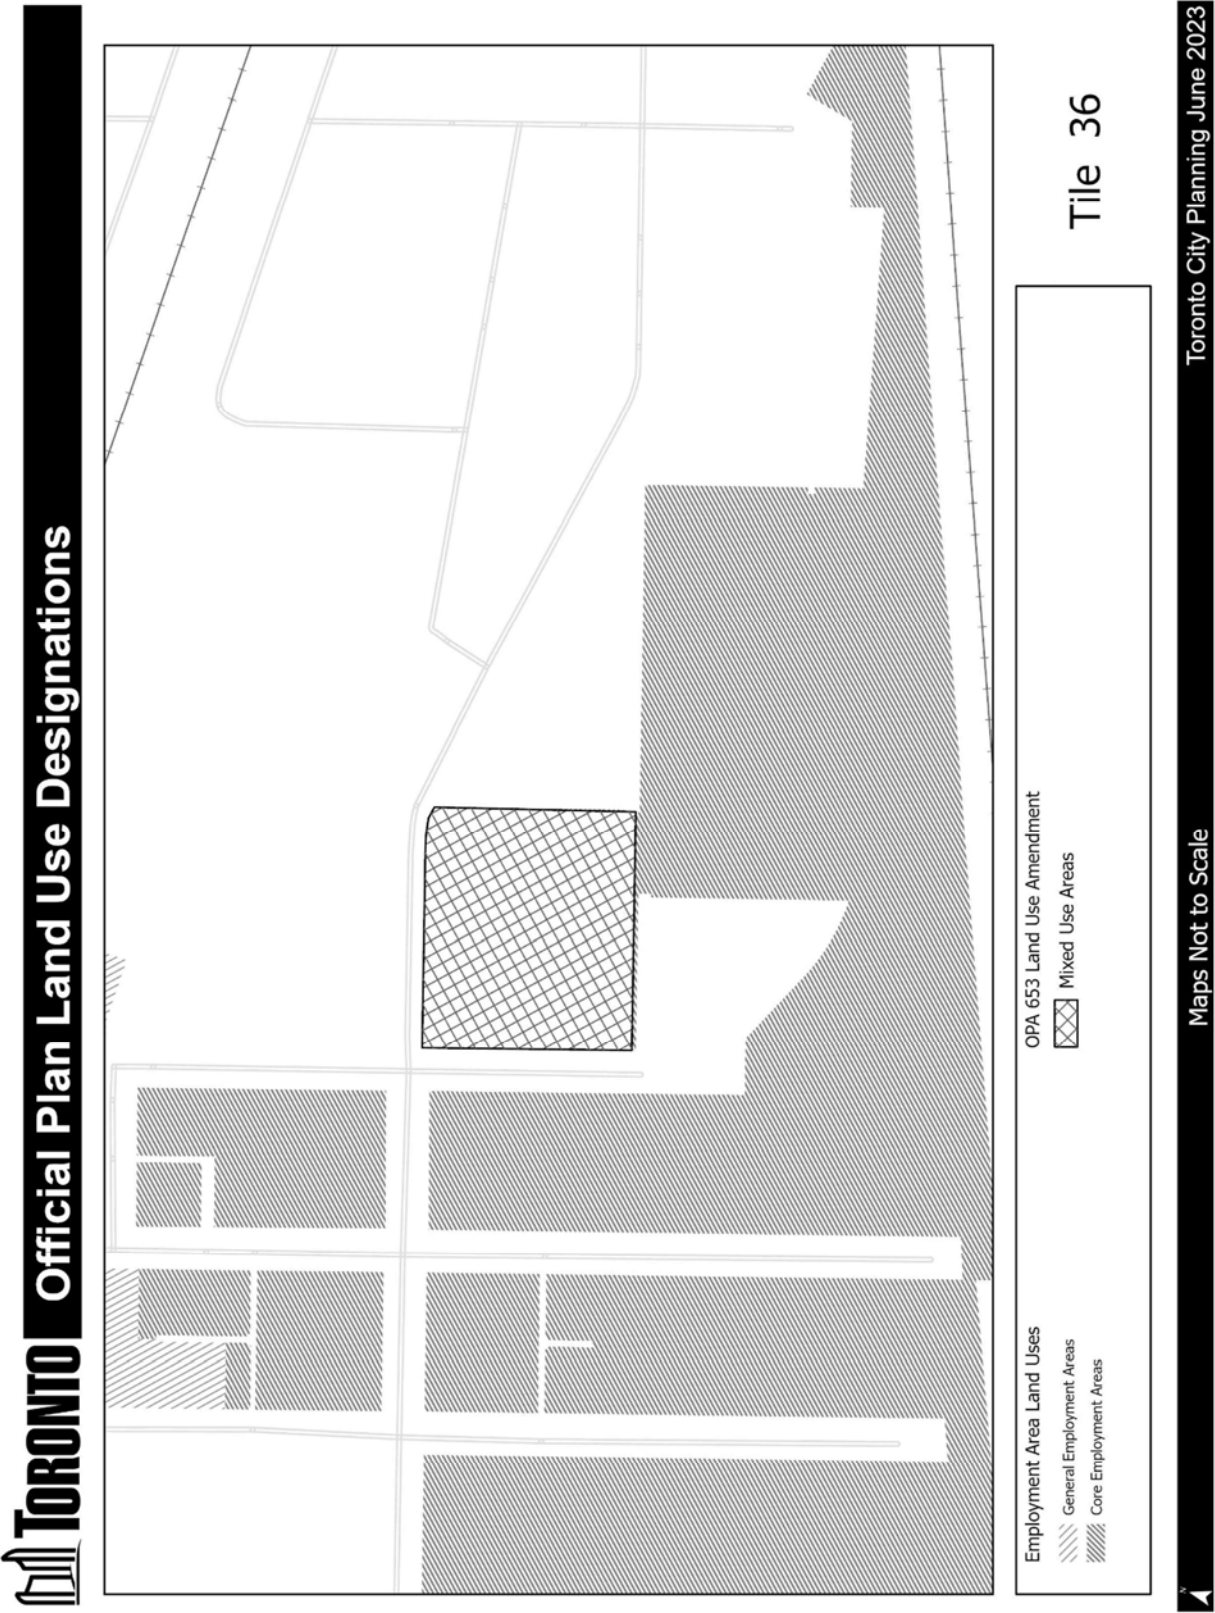 TORONTO
Official Plan Land Use Designations
Employment Area Land Uses
General Employment Areas
Core Employment Areas
OPA 653 Land Use Amendment
Mixed Use Areas
Tile 36
N
Maps Not to Scale
Toronto City Planning June 2023